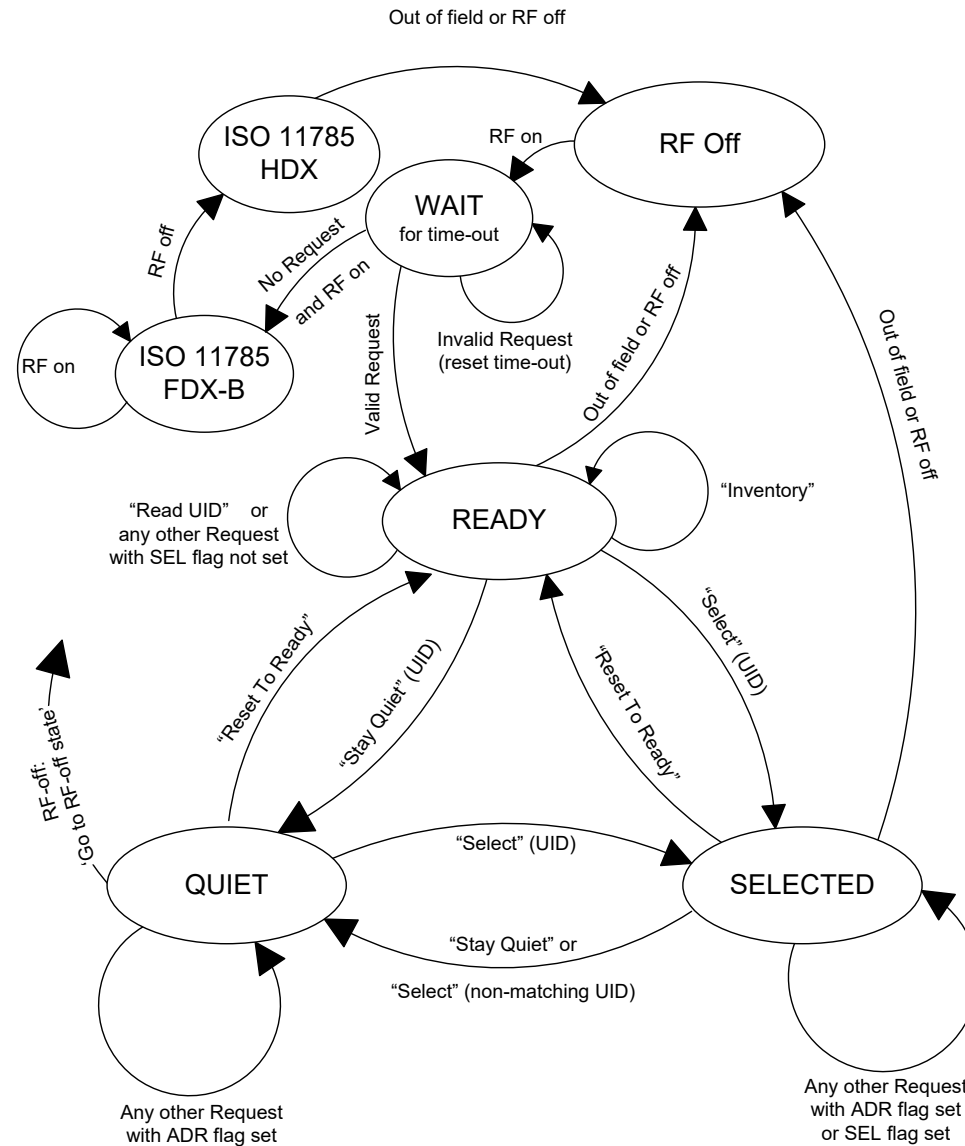 Out of field or RF off
ISO 11785
HDX
RF Off
RF on
WAIT
for time-out
RF off
No Request
and RF on
Invalid Request
(reset time-out)
ISO 11785
FDX-B
RF on
Valid Request
Out of field or RF off
Out of field or RF off
“Inventory”
“Read UID” or
any other Request
with SEL flag not set
READY
“Select” (UID)
“Reset To Ready”
“Stay Quiet” (UID)
“Reset To Ready”
RF-off:
‘Go to RF-off state’
“Select” (UID)
QUIET
SELECTED
“Stay Quiet” or
“Select” (non-matching UID)
Any other Request
with ADR flag set
Any other Request
with ADR flag set
or SEL flag set